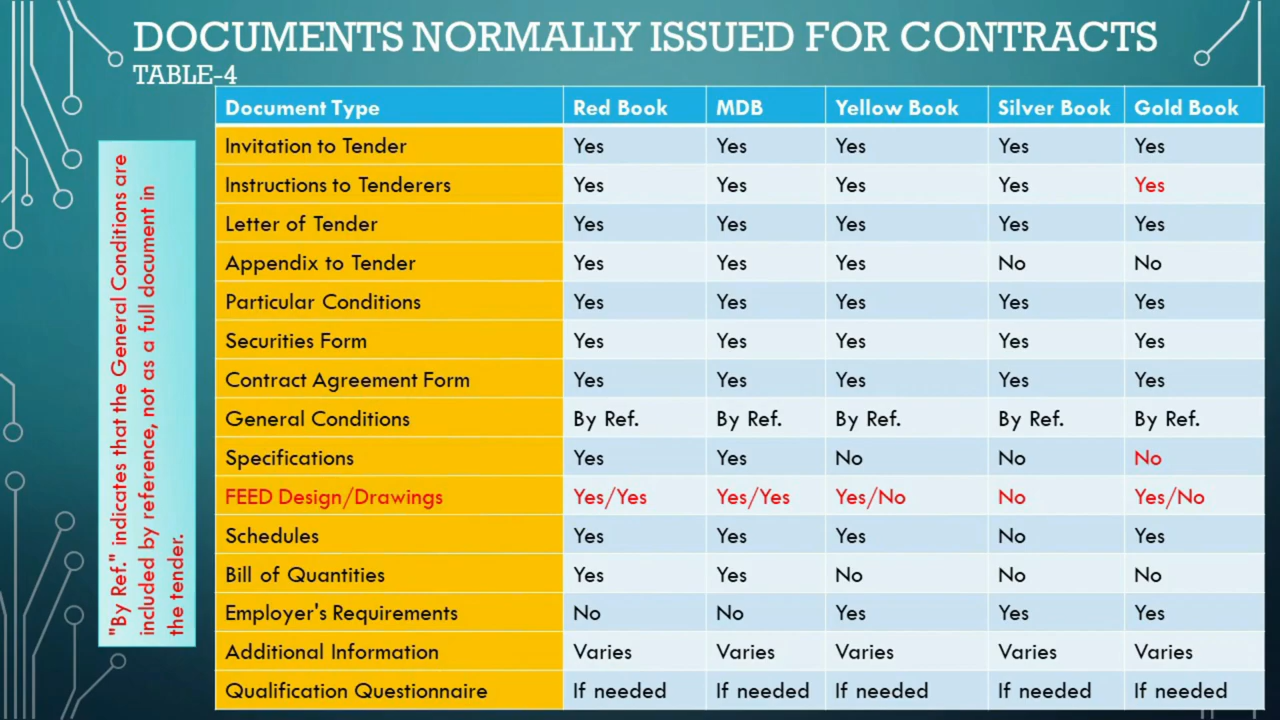 DOCUMENTS NORMALLY ISSUED FOR CONTRACTS
TABLE-4
"By Ref." indicates that the General Conditions are
included by reference, not as a full document in
the tender.
Document Type Red Book MDB Yellow Book Silver Book Gold Book
Invitation to Tender Yes Yes Yes Yes Yes
Instructions to Tenderers Yes Yes Yes Yes Yes
Letter of Tender Yes Yes Yes Yes Yes
Appendix to Tender Yes Yes Yes No No
Particular Conditions Yes Yes Yes Yes Yes
Securities Form Yes Yes Yes Yes Yes
Contract Agreement Form Yes Yes Yes Yes Yes
General Conditions By Ref. By Ref. By Ref. By Ref. By Ref.
Specifications Yes Yes No No No
FEED Design/Drawings Yes/Yes Yes/Yes Yes/No No Yes/No
Schedules Yes Yes Yes No Yes
Bill of Quantities Yes Yes No No No
Employer's Requirements No No Yes Yes Yes
Additional Information Varies Varies Varies Varies Varies
Qualification Questionnaire If needed If needed If needed If needed If needed